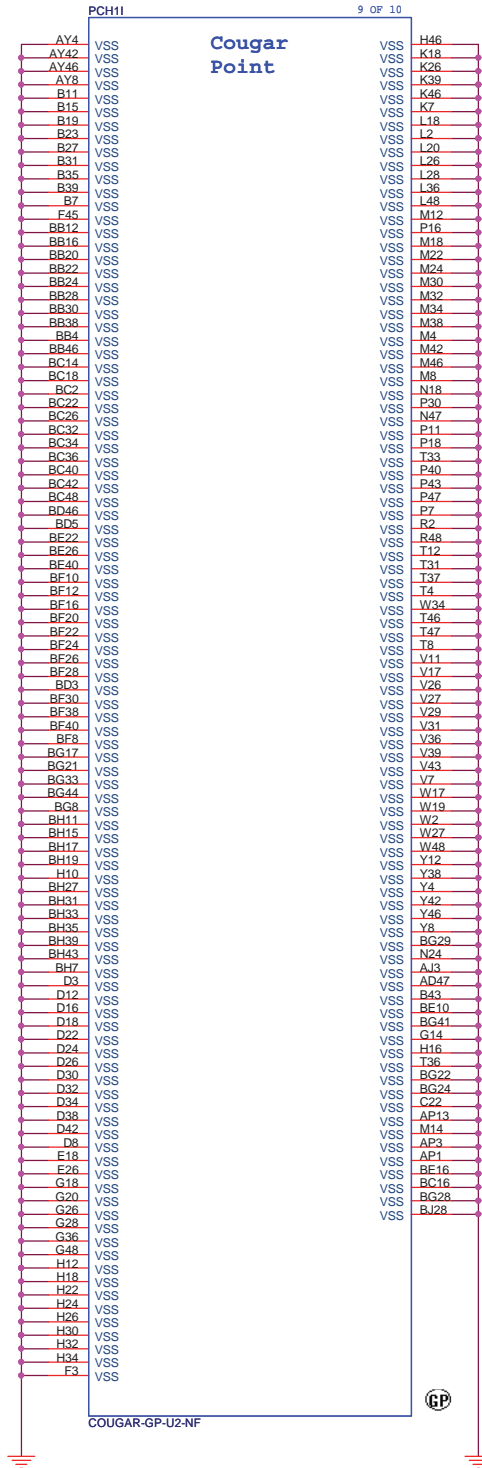 PCH1I
9 OF 10
Cougar
Point
AY4 VSS
AY42 VSS
AY46 VSS
AY8 VSS
B11 VSS
B15 VSS
B19 VSS
B23 VSS
B27 VSS
B31 VSS
B35 VSS
B39 VSS
B7 VSS
F45 VSS
BB12 VSS
BB16 VSS
BB20 VSS
BB22 VSS
BB24 VSS
BB28 VSS
BB30 VSS
BB38 VSS
BB4 VSS
BB46 VSS
BC14 VSS
BC18 VSS
BC2 VSS
BC22 VSS
BC26 VSS
BC32 VSS
BC34 VSS
BC36 VSS
BC40 VSS
BC42 VSS
BC48 VSS
BD46 VSS
BD5 VSS
BE22 VSS
BE26 VSS
BE40 VSS
BF10 VSS
BF12 VSS
BF16 VSS
BF20 VSS
BF22 VSS
BF24 VSS
BF26 VSS
BF28 VSS
BD3 VSS
BF30 VSS
BF38 VSS
BF40 VSS
BF8 VSS
BG17 VSS
BG21 VSS
BG33 VSS
BG44 VSS
BG8 VSS
BH11 VSS
BH15 VSS
BH17 VSS
BH19 VSS
H10 VSS
BH27 VSS
BH31 VSS
BH33 VSS
BH35 VSS
BH39 VSS
BH43 VSS
BH7 VSS
D3 VSS
D12 VSS
D16 VSS
D18 VSS
D22 VSS
D24 VSS
D26 VSS
D30 VSS
D32 VSS
D34 VSS
D38 VSS
D42 VSS
D8 VSS
E18 VSS
E26 VSS
G18 VSS
G20 VSS
G26 VSS
G28 VSS
G36 VSS
G48 VSS
H12 VSS
H18 VSS
H22 VSS
H24 VSS
H26 VSS
H30 VSS
H32 VSS
H34 VSS
F3 VSS
VSS H46
VSS K18
VSS K26
VSS K39
VSS K46
VSS K7
VSS L18
VSS L2
VSS L20
VSS L26
VSS L28
VSS L36
VSS L48
VSS M12
VSS P16
VSS M18
VSS M22
VSS M24
VSS M30
VSS M32
VSS M34
VSS M38
VSS M4
VSS M42
VSS M46
VSS M8
VSS N18
VSS P30
VSS N47
VSS P11
VSS P18
VSS T33
VSS P40
VSS P43
VSS P47
VSS P7
VSS R2
VSS R48
VSS T12
VSS T31
VSS T37
VSS T4
VSS W34
VSS T46
VSS T47
VSS T8
VSS V11
VSS V17
VSS V26
VSS V27
VSS V29
VSS V31
VSS V36
VSS V39
VSS V43
VSS V7
VSS W17
VSS W19
VSS W2
VSS W27
VSS W48
VSS Y12
VSS Y38
VSS Y4
VSS Y42
VSS Y46
VSS Y8
VSS BG29
VSS N24
VSS AJ3
VSS AD47
VSS B43
VSS BE10
VSS BG41
VSS G14
VSS H16
VSS T36
VSS BG22
VSS BG24
VSS C22
VSS AP13
VSS M14
VSS AP3
VSS AP1
VSS BE16
VSS BC16
VSS BG28
VSS BJ28
GP
COUGAR-GP-U2-NF